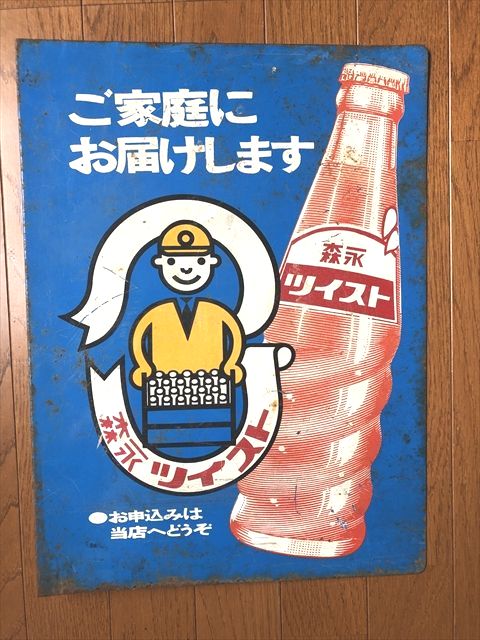 ご家庭に
お届けします
森永
ツイスト
森永 ツイスト
●お申込みは
当店へどうぞ